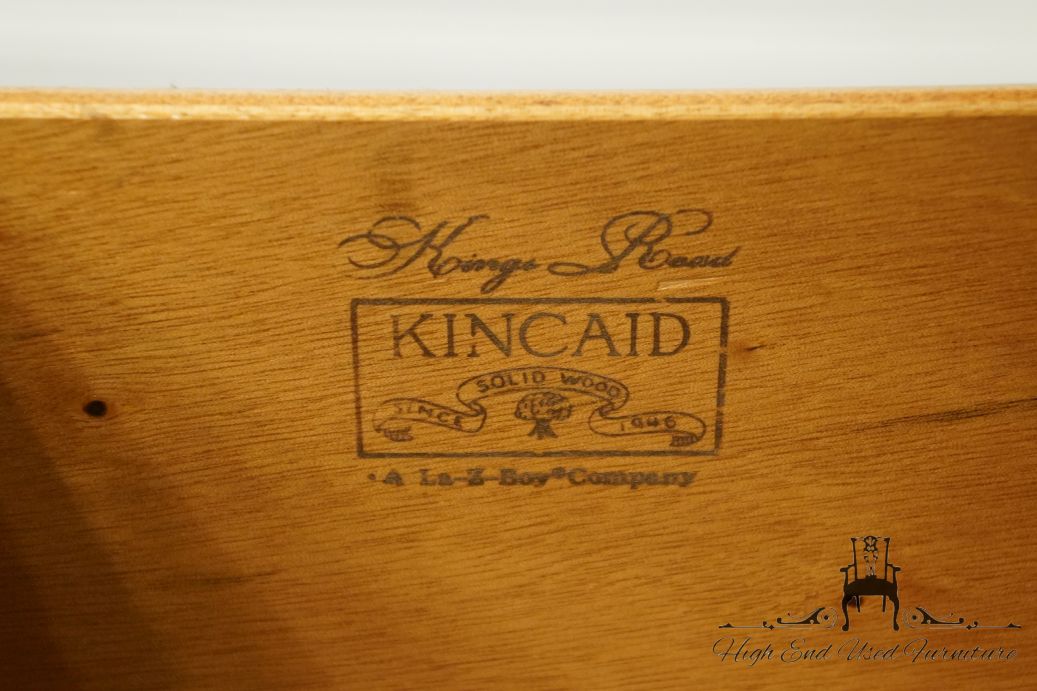 Kings Road
KINCAID
SOLID WOOD
SINCE 1946
A La-Z-Boy® Company
High End Used Furniture